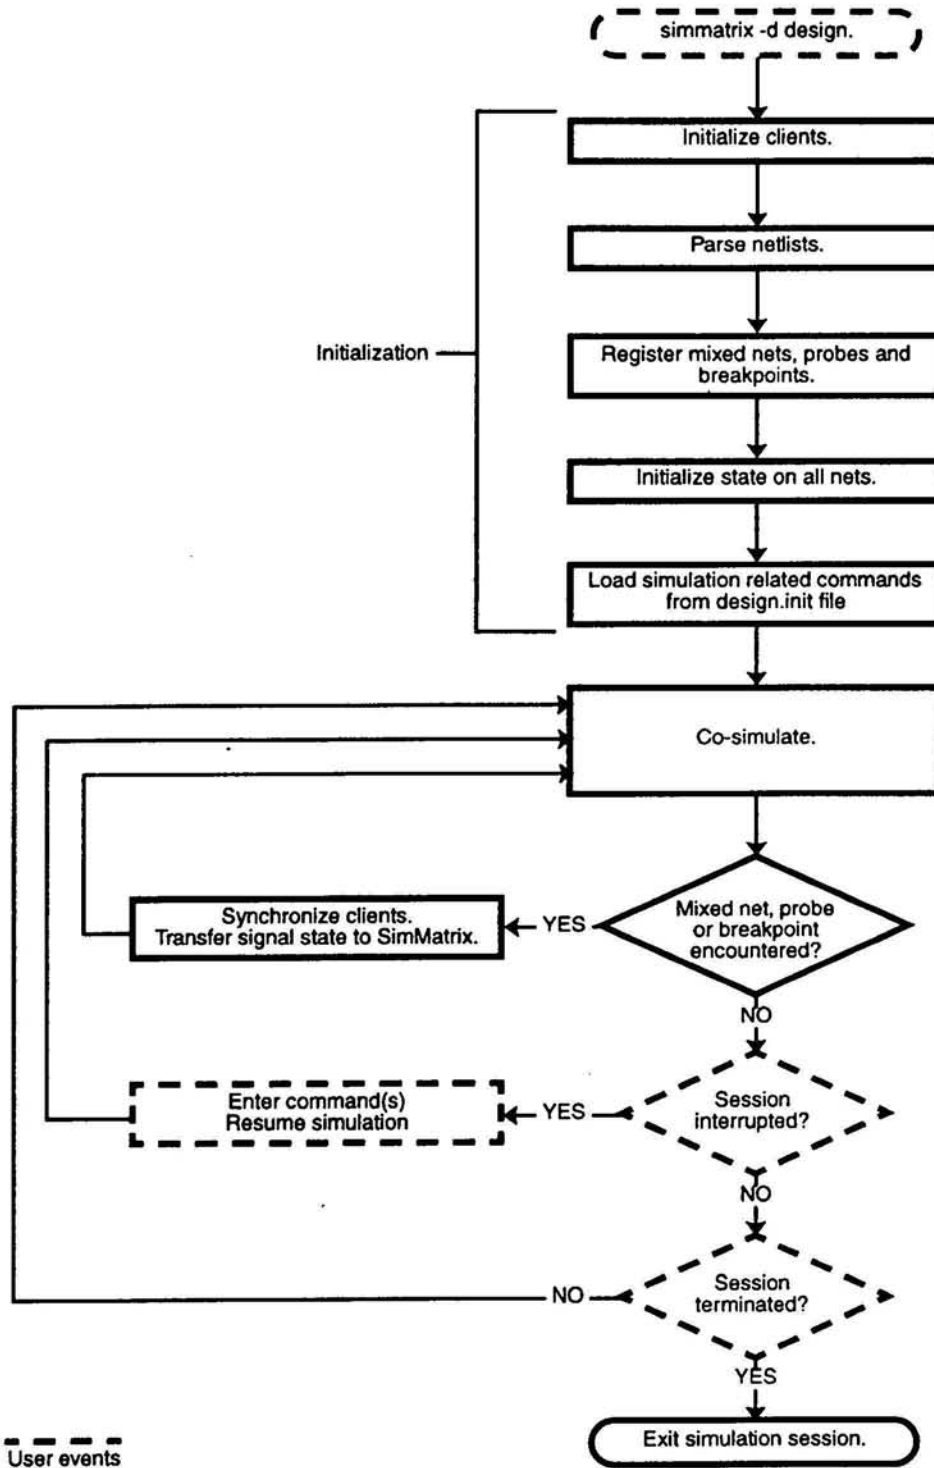 simmatrix -d design.
Initialize clients.
Parse netlists.
Initialization
Register mixed nets, probes and
breakpoints.
Initialize state on all nets.
Load simulation related commands
from design.init file
Co-simulate.
Synchronize clients.
Transfer signal state to SimMatrix.
YES
Mixed net, probe
or breakpoint
encountered?
NO
Enter command(s)
Resume simulation
YES
Session
interrupted?
NO
NO
Session
terminated?
YES
Exit simulation session.
User events